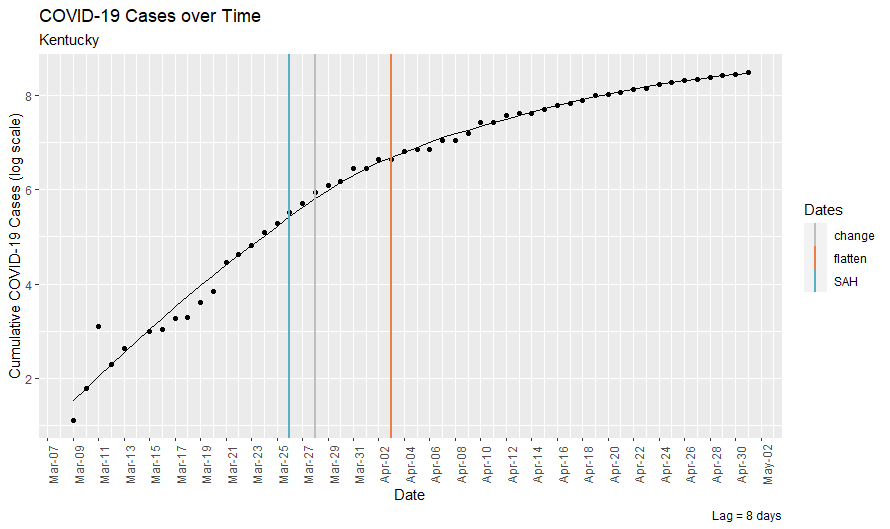 COVID-19 Cases over Time
Kentucky
Cumulative COVID-19 Cases (log scale)
8
6
4
2
Mar-07
Mar-09
Mar-11
Mar-13
Mar-15
Mar-17
Mar-19
Mar-21
Mar-23
Mar-25
Mar-27
Mar-29
Mar-31
Apr-02
Apr-04
Apr-06
Apr-08
Apr-10
Apr-12
Apr-14
Apr-16
Apr-18
Apr-20
Apr-22
Apr-24
Apr-26
Apr-28
Apr-30
May-02
Date
Dates
change
flatten
SAH
Lag = 8 days